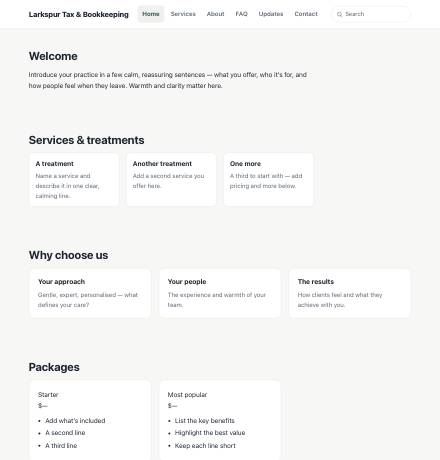 Larkspur Tax & Bookkeeping Home Services About FAQ Updates Contact Search
Welcome
Introduce your practice in a few calm, reassuring sentences — what you offer, who it's for, and
how people feel when they leave. Warmth and clarity matter here.
Services & treatments
A treatment
Name a service and
describe it in one clear,
calming line.
Another treatment
Add a second service you
offer here.
One more
A third to start with — add
pricing and more below.
Why choose us
Your approach
Gentle, expert, personalised — what
defines your care?
Your people
The experience and warmth of your
team.
The results
How clients feel and what they
achieve with you.
Packages
Starter
$—
• Add what's included
• A second line
• A third line
Most popular
$—
• List the key benefits
• Highlight the best value
• Keep each line short